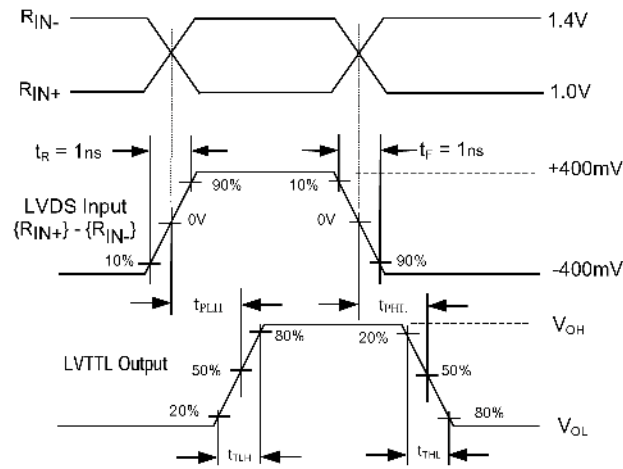 RIN-
1.4V
RIN+
1.0V
tR = 1ns
tF = 1ns
+400mV
90%
10%
LVDS Input
{RIN+} - {RIN-}
0V
0V
10%
90%
-400mV
tPLH
tPHL
VOH
80%
20%
LVTTL Output
50%
50%
20%
80%
VOL
tTLH
tTHL